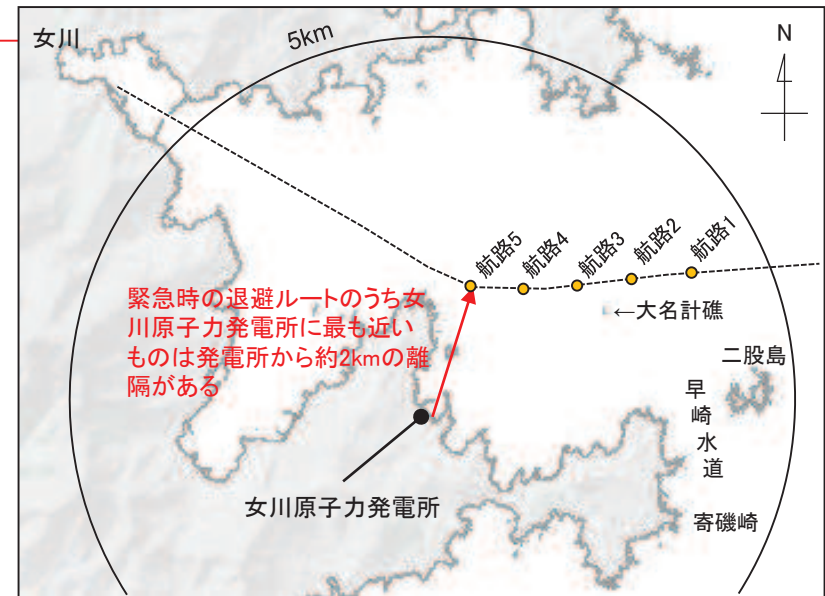 女川
5km
N
航路5
航路4
航路3
航路2
航路1
緊急時の退避ルートのうち女
川原子力発電所に最も近い
ものは発電所から約2kmの離
隔がある
←大名計礁
二股島
早
崎
水
道
女川原子力発電所
寄磯崎